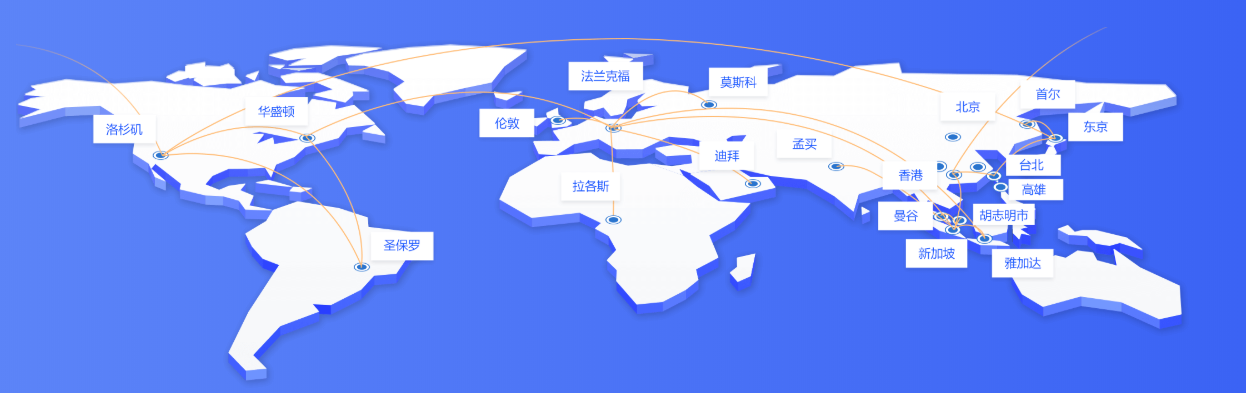 法兰克福
莫斯科
首尔
北京
华盛顿
洛杉矶
伦敦
东京
孟买
迪拜
台北
香港
拉各斯
高雄
曼谷
胡志明市
圣保罗
新加坡
雅加达